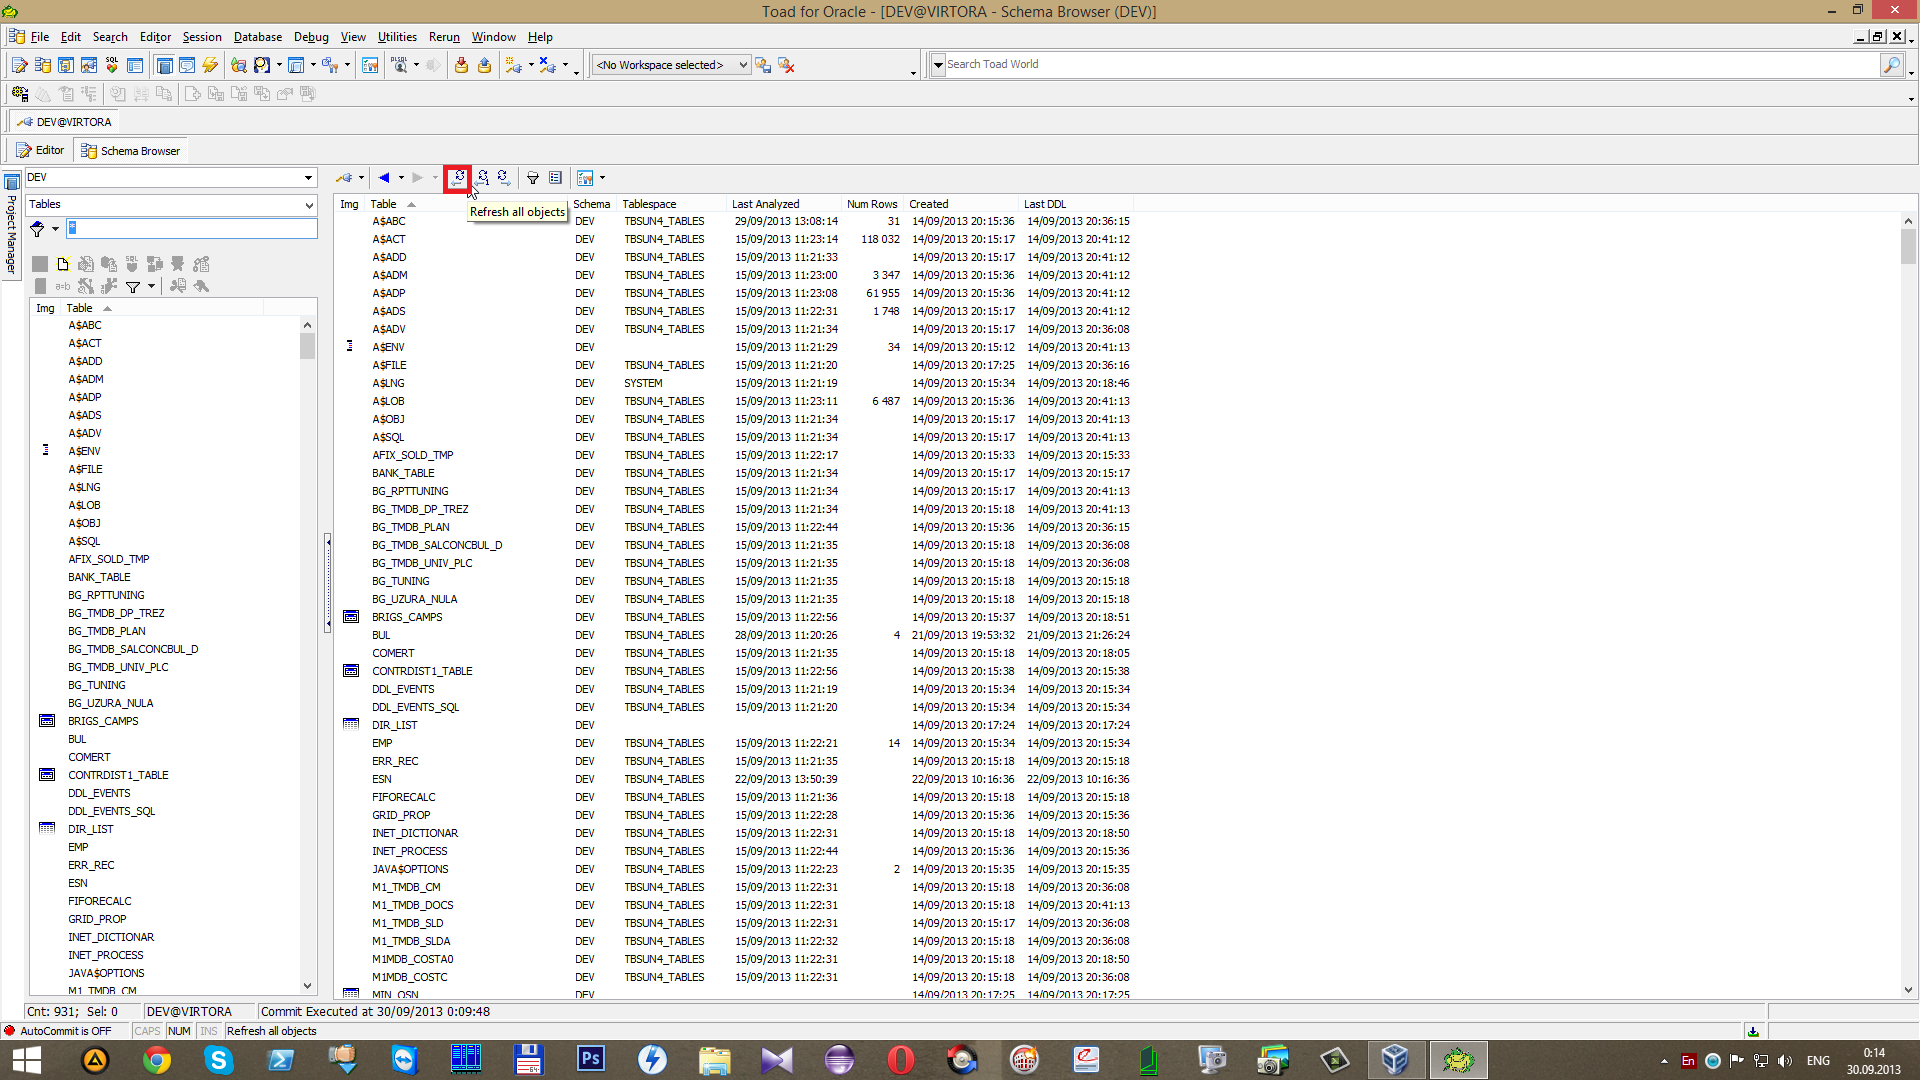 Toad for Oracle - [DEV@VIRTORA - Schema Browser (DEV)]
File Edit Search Editor Session Database Debug View Utilities Rerun Window Help
<No Workspace selected> Search Toad World
DEV@VIRTORA
Editor Schema Browser
Project Manager
DEV
Tables
*
Img Table
A$ABC
A$ACT
A$ADD
A$ADM
A$ADP
A$ADS
A$ADV
A$ENV
A$FILE
A$LNG
A$LOB
A$OBJ
A$SQL
AFIX_SOLD_TMP
BANK_TABLE
BG_RPTTUNING
BG_TMDB_DP_TREZ
BG_TMDB_PLAN
BG_TMDB_SALCONCBUL_D
BG_TMDB_UNIV_PLC
BG_TUNING
BG_UZURA_NULA
BRIGS_CAMPS
BUL
COMERT
CONTRDIST1_TABLE
DDL_EVENTS
DDL_EVENTS_SQL
DIR_LIST
EMP
ERR_REC
ESN
FIFORECALC
GRID_PROP
INET_DICTIONAR
INET_PROCESS
JAVA$OPTIONS
M1_TMDB_CM
Refresh all objects
Img Table Schema Tablespace Last Analyzed Num Rows Created Last DDL
A$ABC DEV TBSUN4_TABLES 29/09/2013 13:08:14 31 14/09/2013 20:15:36 14/09/2013 20:36:15
A$ACT DEV TBSUN4_TABLES 15/09/2013 11:23:14 118 032 14/09/2013 20:15:17 14/09/2013 20:41:12
A$ADD DEV TBSUN4_TABLES 15/09/2013 11:21:33 14/09/2013 20:15:17 14/09/2013 20:41:12
A$ADM DEV TBSUN4_TABLES 15/09/2013 11:23:00 3 347 14/09/2013 20:15:36 14/09/2013 20:41:12
A$ADP DEV TBSUN4_TABLES 15/09/2013 11:23:08 61 955 14/09/2013 20:15:36 14/09/2013 20:41:12
A$ADS DEV TBSUN4_TABLES 15/09/2013 11:22:31 1 748 14/09/2013 20:15:17 14/09/2013 20:41:12
A$ADV DEV TBSUN4_TABLES 15/09/2013 11:21:34 14/09/2013 20:15:17 14/09/2013 20:36:08
A$ENV DEV 15/09/2013 11:21:29 34 14/09/2013 20:15:12 14/09/2013 20:41:13
A$FILE DEV TBSUN4_TABLES 15/09/2013 11:21:20 14/09/2013 20:17:25 14/09/2013 20:36:16
A$LNG DEV SYSTEM 15/09/2013 11:21:19 14/09/2013 20:15:34 14/09/2013 20:18:46
A$LOB DEV TBSUN4_TABLES 15/09/2013 11:23:11 6 487 14/09/2013 20:15:36 14/09/2013 20:41:13
A$OBJ DEV TBSUN4_TABLES 15/09/2013 11:21:34 14/09/2013 20:15:17 14/09/2013 20:41:13
A$SQL DEV TBSUN4_TABLES 15/09/2013 11:21:34 14/09/2013 20:15:17 14/09/2013 20:41:13
AFIX_SOLD_TMP DEV TBSUN4_TABLES 15/09/2013 11:22:17 14/09/2013 20:15:33 14/09/2013 20:15:33
BANK_TABLE DEV TBSUN4_TABLES 15/09/2013 11:21:34 14/09/2013 20:15:17 14/09/2013 20:15:17
BG_RPTTUNING DEV TBSUN4_TABLES 15/09/2013 11:21:34 14/09/2013 20:15:17 14/09/2013 20:41:13
BG_TMDB_DP_TREZ DEV TBSUN4_TABLES 15/09/2013 11:21:34 14/09/2013 20:15:18 14/09/2013 20:41:13
BG_TMDB_PLAN DEV TBSUN4_TABLES 15/09/2013 11:22:44 14/09/2013 20:15:36 14/09/2013 20:36:15
BG_TMDB_SALCONCBUL_D DEV TBSUN4_TABLES 15/09/2013 11:21:35 14/09/2013 20:15:18 14/09/2013 20:36:08
BG_TMDB_UNIV_PLC DEV TBSUN4_TABLES 15/09/2013 11:21:35 14/09/2013 20:15:18 14/09/2013 20:36:08
BG_TUNING DEV TBSUN4_TABLES 15/09/2013 11:21:35 14/09/2013 20:15:18 14/09/2013 20:15:18
BG_UZURA_NULA DEV TBSUN4_TABLES 15/09/2013 11:21:35 14/09/2013 20:15:18 14/09/2013 20:15:18
BRIGS_CAMPS DEV TBSUN4_TABLES 15/09/2013 11:22:56 14/09/2013 20:15:37 14/09/2013 20:18:51
BUL DEV TBSUN4_TABLES 28/09/2013 11:20:26 4 21/09/2013 19:53:32 21/09/2013 21:26:24
COMERT DEV TBSUN4_TABLES 15/09/2013 11:21:35 14/09/2013 20:15:18 14/09/2013 20:18:05
CONTRDIST1_TABLE DEV TBSUN4_TABLES 15/09/2013 11:22:56 14/09/2013 20:15:38 14/09/2013 20:15:38
DDL_EVENTS DEV TBSUN4_TABLES 15/09/2013 11:21:19 14/09/2013 20:15:34 14/09/2013 20:15:34
DDL_EVENTS_SQL DEV TBSUN4_TABLES 15/09/2013 11:21:20 14/09/2013 20:15:34 14/09/2013 20:15:34
DIR_LIST DEV 14/09/2013 20:17:24 14/09/2013 20:17:24
EMP DEV TBSUN4_TABLES 15/09/2013 11:22:21 14 14/09/2013 20:15:34 14/09/2013 20:15:34
ERR_REC DEV TBSUN4_TABLES 15/09/2013 11:21:35 14/09/2013 20:15:18 14/09/2013 20:15:18
ESN DEV TBSUN4_TABLES 22/09/2013 13:50:39 22/09/2013 10:16:36 22/09/2013 10:16:36
FIFORECALC DEV TBSUN4_TABLES 15/09/2013 11:21:36 14/09/2013 20:15:18 14/09/2013 20:15:18
GRID_PROP DEV TBSUN4_TABLES 15/09/2013 11:22:28 14/09/2013 20:15:36 14/09/2013 20:15:36
INET_DICTIONAR DEV TBSUN4_TABLES 15/09/2013 11:22:31 14/09/2013 20:15:18 14/09/2013 20:18:50
INET_PROCESS DEV TBSUN4_TABLES 15/09/2013 11:22:44 14/09/2013 20:15:36 14/09/2013 20:15:36
JAVA$OPTIONS DEV TBSUN4_TABLES 15/09/2013 11:22:23 2 14/09/2013 20:15:35 14/09/2013 20:15:35
M1_TMDB_CM DEV TBSUN4_TABLES 15/09/2013 11:22:31 14/09/2013 20:15:18 14/09/2013 20:36:08
M1_TMDB_DOCS DEV TBSUN4_TABLES 15/09/2013 11:22:31 14/09/2013 20:15:18 14/09/2013 20:41:13
M1_TMDB_SLD DEV TBSUN4_TABLES 15/09/2013 11:22:31 14/09/2013 20:15:17 14/09/2013 20:36:08
M1_TMDB_SLDA DEV TBSUN4_TABLES 15/09/2013 11:22:32 14/09/2013 20:15:18 14/09/2013 20:36:08
M1MDB_COSTA0 DEV TBSUN4_TABLES 15/09/2013 11:22:31 14/09/2013 20:15:18 14/09/2013 20:18:50
M1MDB_COSTC DEV TBSUN4_TABLES 15/09/2013 11:22:31 14/09/2013 20:15:18 14/09/2013 20:36:08
MIN_OSN DEV 14/09/2013 20:17:25 14/09/2013 20:17:25
Cnt: 931; Sel: 0 DEV@VIRTORA Commit Executed at 30/09/2013 0:09:48
AutoCommit is OFF CAPS NUM INS Refresh all objects
Ps
En ENG 0:14
30.09.2013